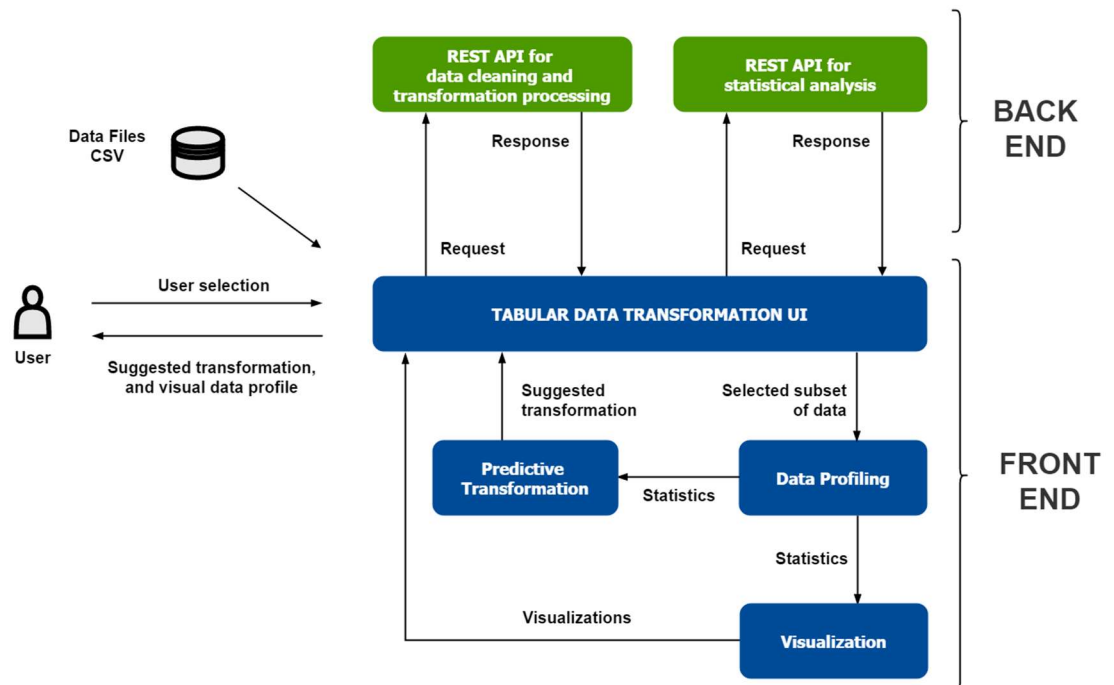 REST API for
data cleaning and
transformation processing
REST API for
statistical analysis
BACK
END
Data Files
CSV
Response
Response
Request
Request
User selection
TABULAR DATA TRANSFORMATION UI
User
Suggested transformation,
and visual data profile
Suggested
transformation
Selected subset
of data
FRONT
END
Predictive
Transformation
Statistics
Data Profiling
Statistics
Visualizations
Visualization